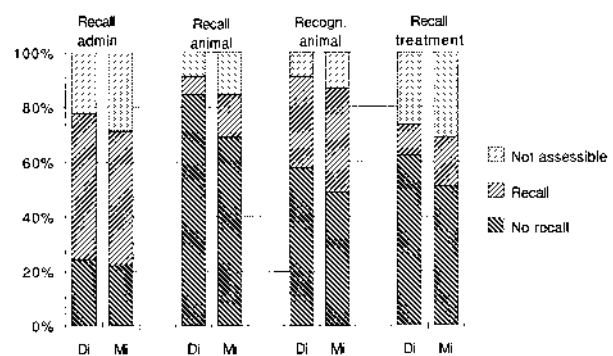 Recall admin
Recall animal
Recogn. animal
Recall treatment
100%
80%
60%
40%
20%
0%
Not assessible
Recall
No recall
Di Mi Di Mi Di Mi Di Mi